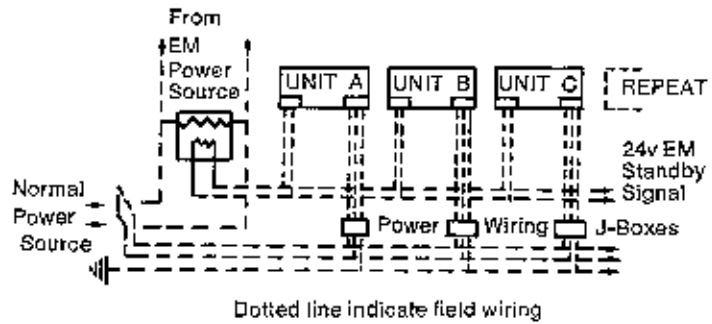 From
EM
Power
Source
UNIT A
UNIT B
UNIT C
REPEAT
24v EM
Standby
Signal
Normal
Power
Source
Power Wiring J-Boxes
Dotted line indicate field wiring